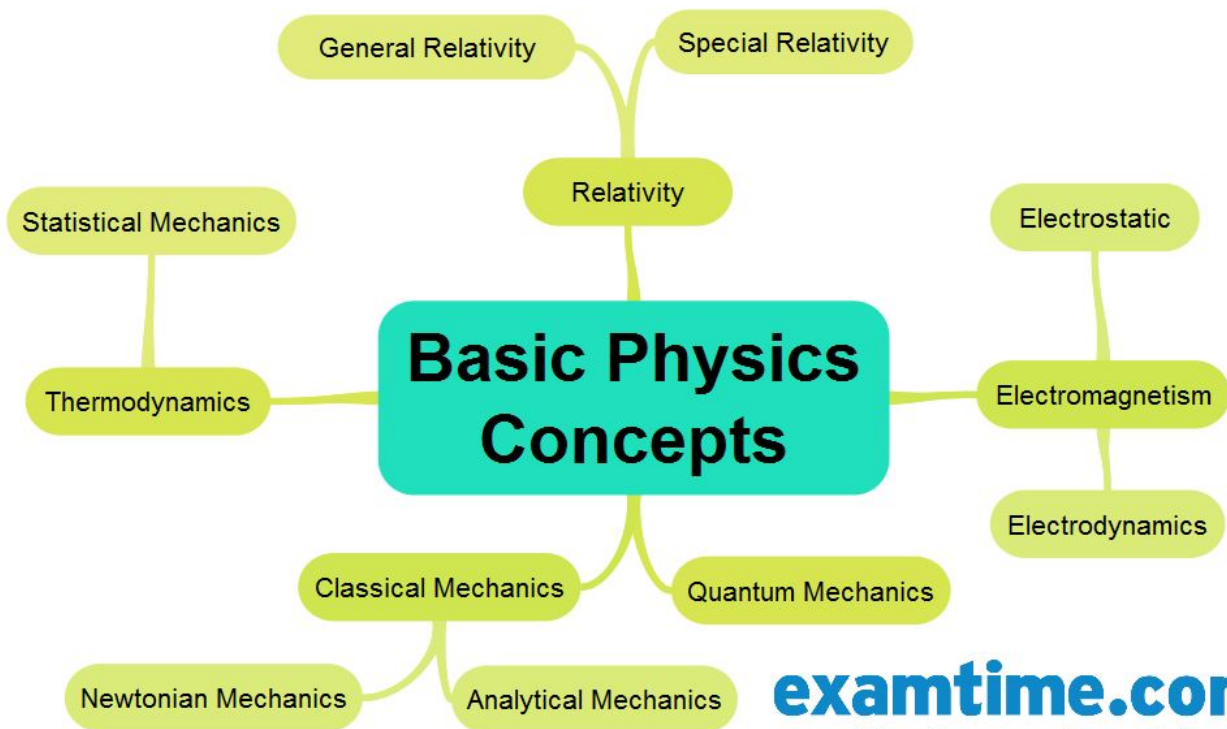 General Relativity
Special Relativity
Relativity
Statistical Mechanics
Electrostatic
Basic Physics
Concepts
Thermodynamics
Electromagnetism
Electrodynamics
Classical Mechanics
Quantum Mechanics
Newtonian Mechanics
Analytical Mechanics
examtime.com